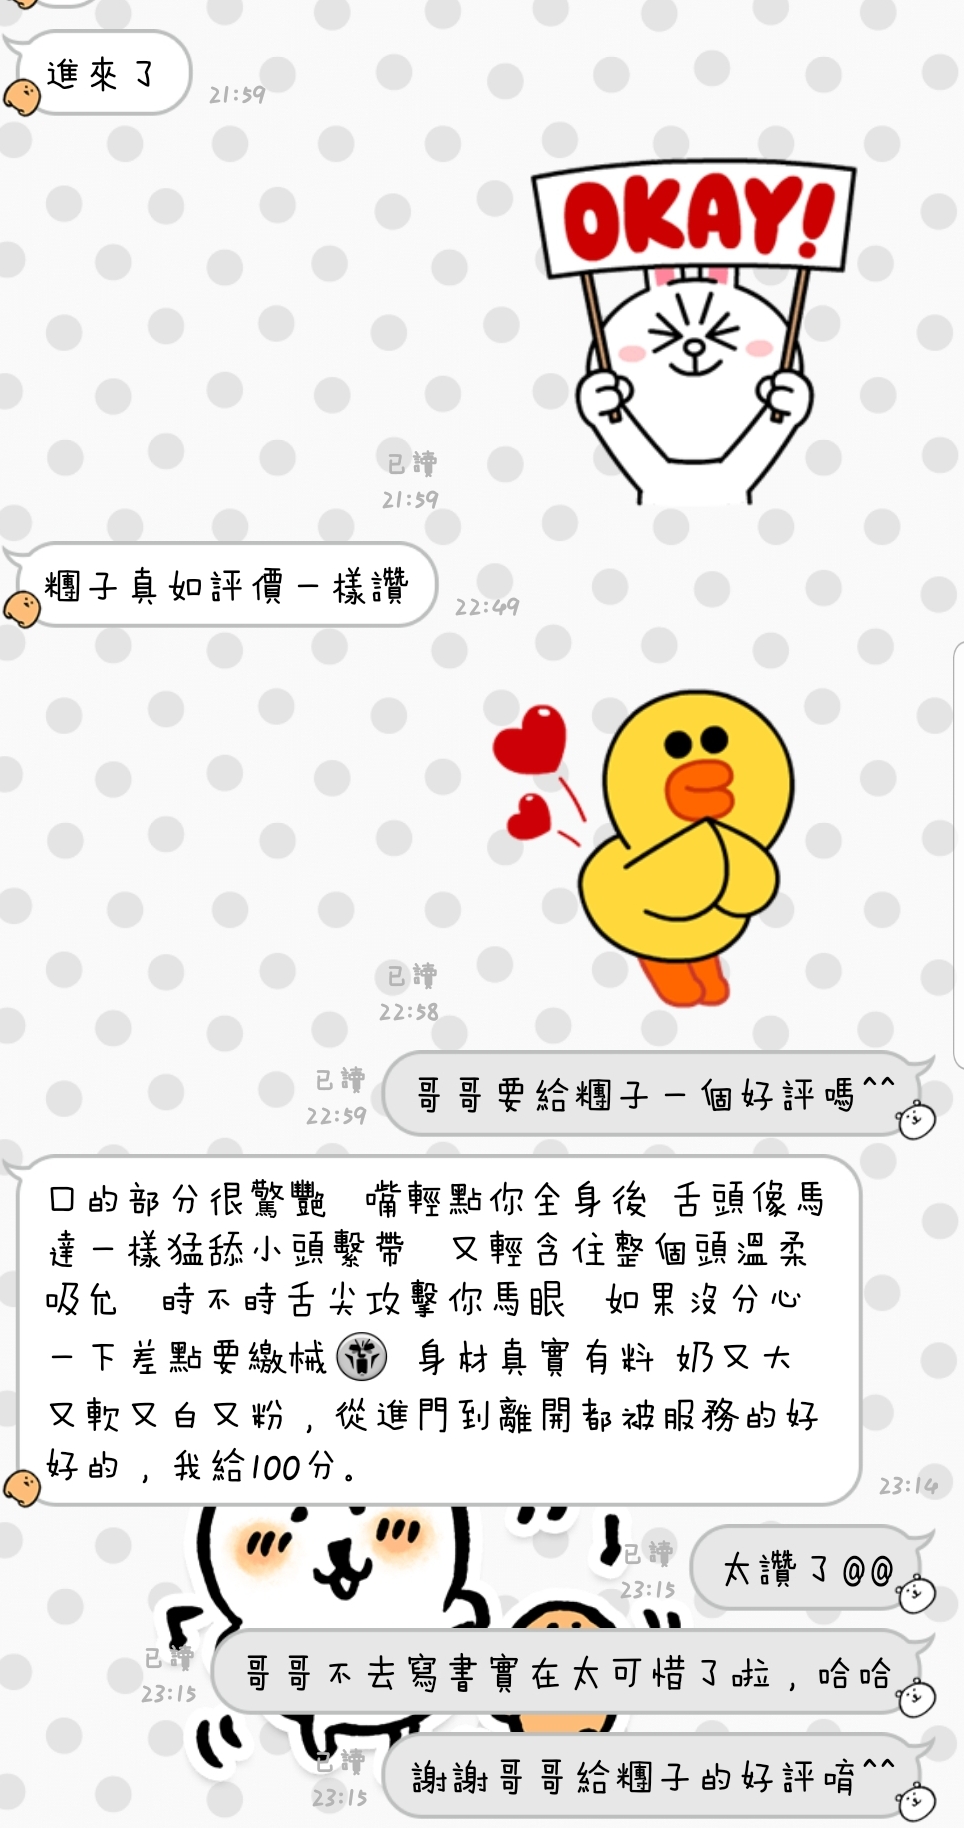 進來了
21:59
OKAY!
已讀
21:59
糰子真如評價一樣讚
22:49
已讀
22:58
已讀
22:59
哥哥要給糰子一個好評嗎^^
口的部分很驚艷 嘴輕點你全身後 舌頭像馬
達一樣猛舔小頭繫帶 又輕含住整個頭溫柔
吸允 時不時舌尖攻擊你馬眼 如果沒分心
一下差點要繳械 身材真實有料 奶又大
又軟又白又粉，從進門到離開都被服務的好
好的，我給100分。
23:14
已讀
23:15
太讚了@@
已讀
23:15
哥哥不去寫書實在太可惜了啦，哈哈
已讀
23:15
謝謝哥哥給糰子的好評唷^^